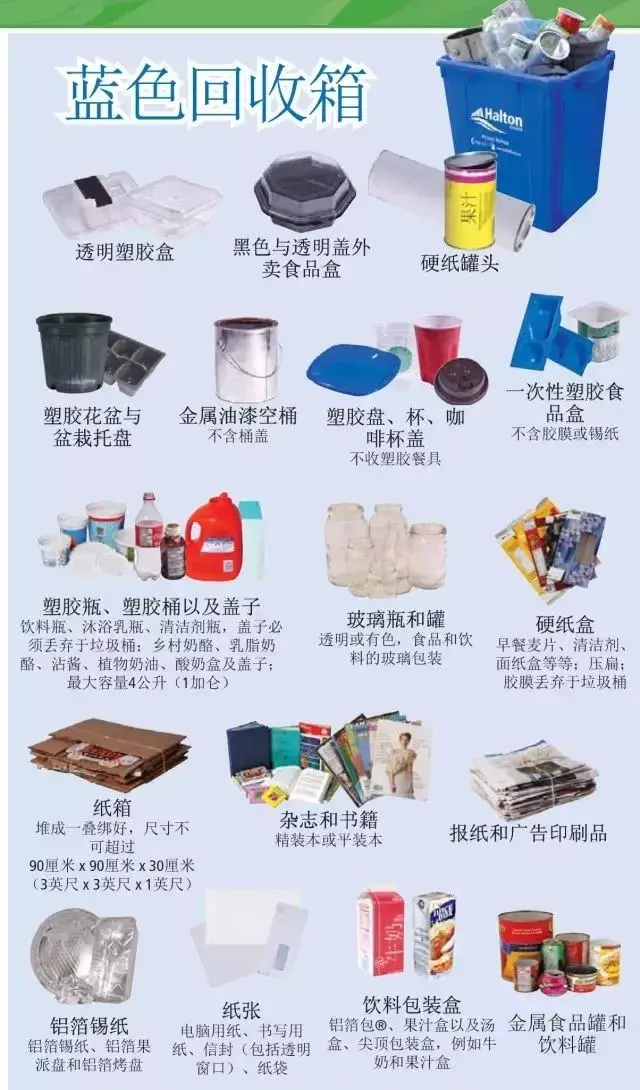 蓝色回收箱
Halton
果汁
透明塑胶盒
黑色与透明盖外
卖食品盒
硬纸罐头
塑胶花盆与
盆栽托盘
金属油漆空桶
不含桶盖
塑胶盘、杯、咖
啡杯盖
不收塑胶餐具
一次性塑胶食
品盒
不含胶膜或锡纸
塑胶瓶、塑胶桶以及盖子
饮料瓶、沐浴乳瓶、清洁剂瓶，盖子必
须丢弃于垃圾桶；乡村奶酪、乳脂奶
酪、沾酱、植物奶油、酸奶盒及盖子；
最大容量4公升（1加仑）
玻璃瓶和罐
透明或有色，食品和饮
料的玻璃包装
硬纸盒
早餐麦片、清洁剂、
面纸盒等等；压扁；
胶膜丢弃于垃圾桶
纸箱
堆成一叠绑好，尺寸不
可超过
90厘米 x 90厘米 x 30厘米
（3英尺 x 3英尺 x 1英尺）
杂志和书籍
精装本或平装本
报纸和广告印刷品
铝箔锡纸
铝箔锡纸、铝箔果
派盘和铝箔烤盘
纸张
电脑用纸、书写用
纸、信封（包括透明
窗口）、纸袋
牛奶
饮料包装盒
铝箔包®、果汁盒以及汤
盒、尖顶包装盒，例如牛
奶和果汁盒
金属食品罐和
饮料罐